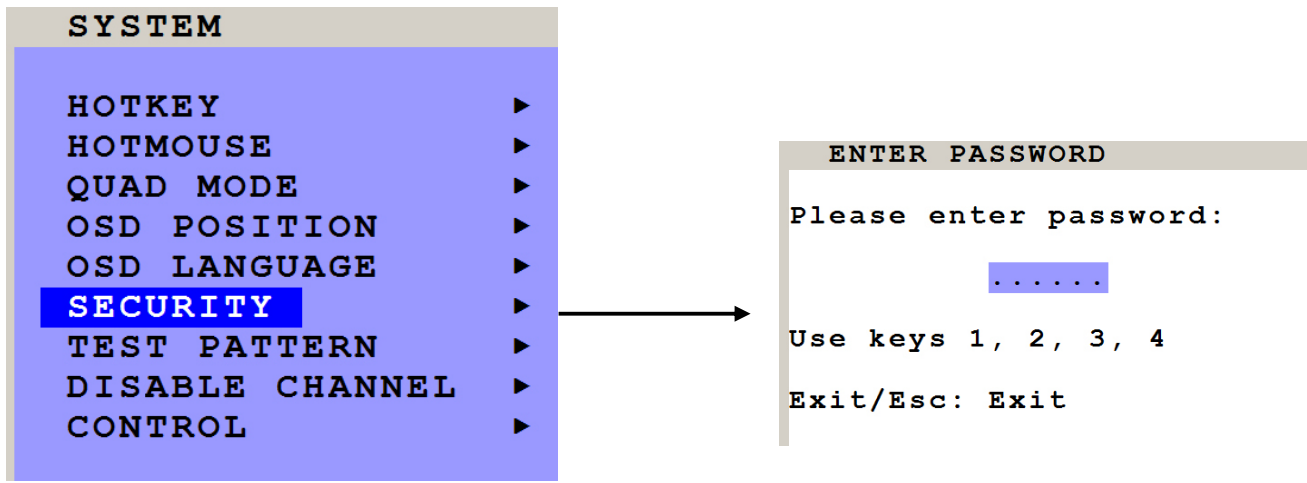 SYSTEM
HOTKEY ►
HOTMOUSE ►
QUAD MODE ►
OSD POSITION ►
OSD LANGUAGE ►
SECURITY ►
TEST PATTERN ►
DISABLE CHANNEL ►
CONTROL ►
ENTER PASSWORD
Please enter password:
......
Use keys 1, 2, 3, 4
Exit/Esc: Exit